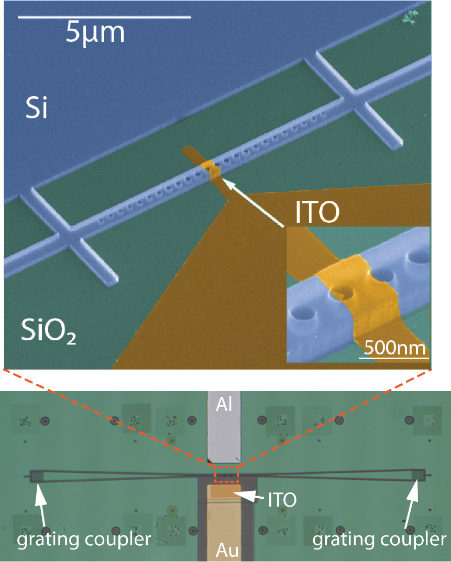 5μm
Si
ITO
SiO₂
500nm
Al
ITO
grating coupler
grating coupler
Au